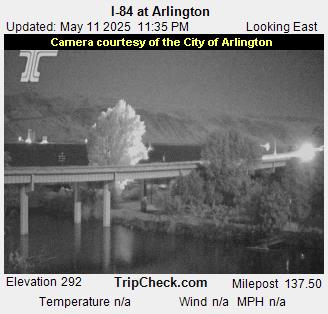 I-84 at Arlington
Updated: May 11 2025 11:35 PM Looking East
Camera courtesy of the City of Arlington
Elevation 292 TripCheck.com Milepost 137.50
Temperature n/a Wind n/a MPH n/a